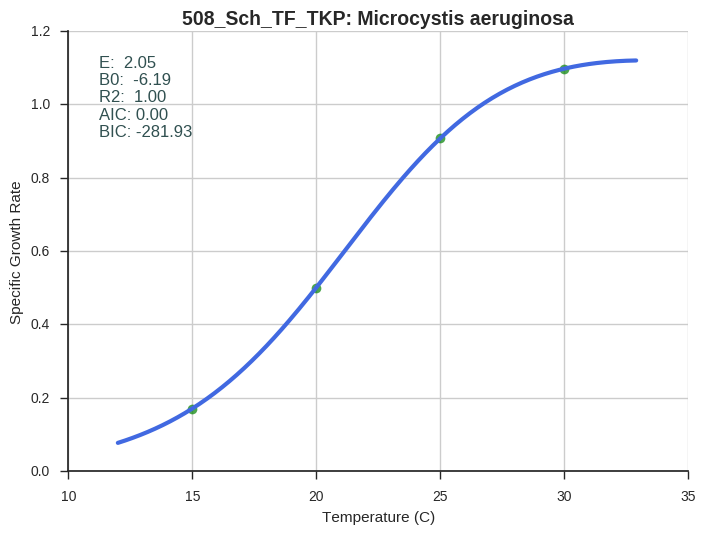 508_Sch_TF_TKP: Microcystis aeruginosa
E:  2.05
B0:  -6.19
R2:  1.00
AIC: 0.00
BIC: -281.93
Specific Growth Rate
1.2
1.0
0.8
0.6
0.4
0.2
0.0
10 15 20 25 30 35
Temperature (C)